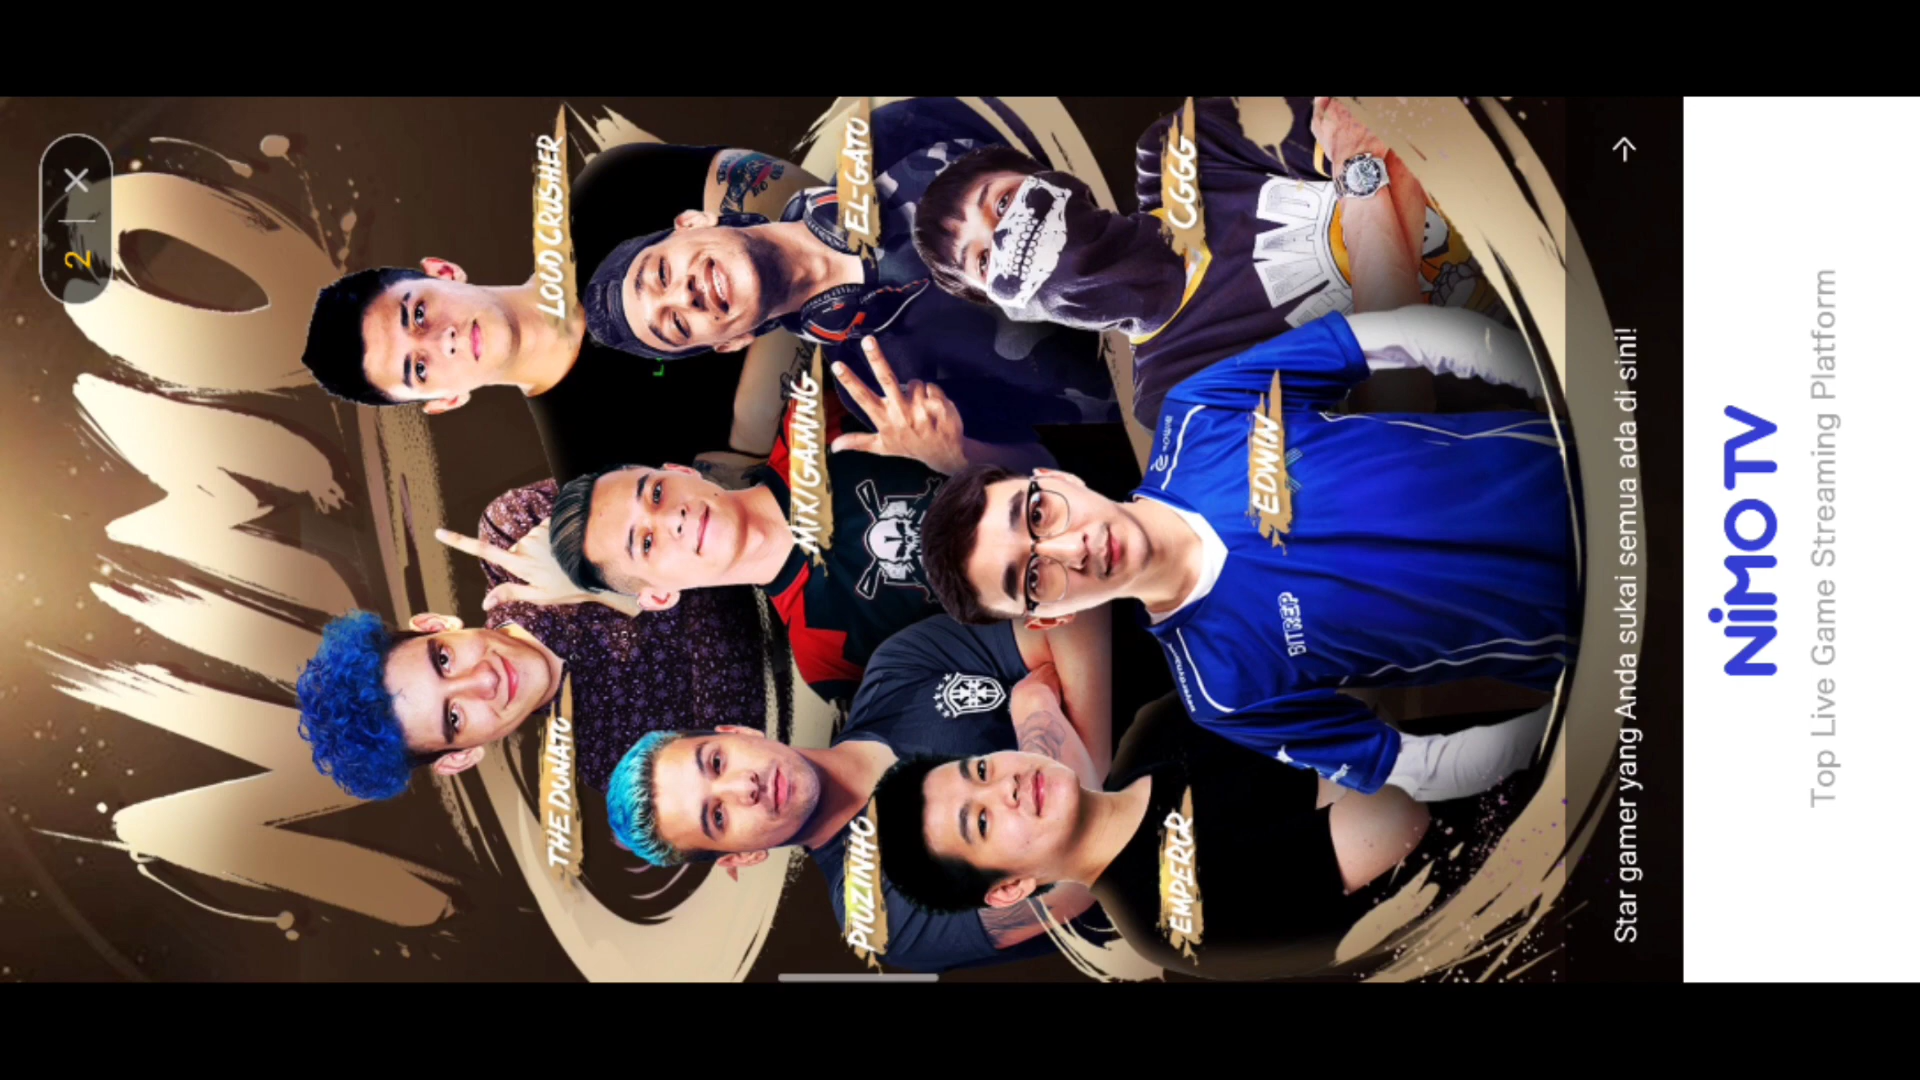 2 | ×
NIMO
LOUD CRUSHER
THE DONATO
EL-GATO
MIXIGAMING
PIUZINHO
CGGG
EDWIN
EMPEROR
BITREP
Star gamer yang Anda sukai semua ada di sini! →
NIMO TV
Top Live Game Streaming Platform